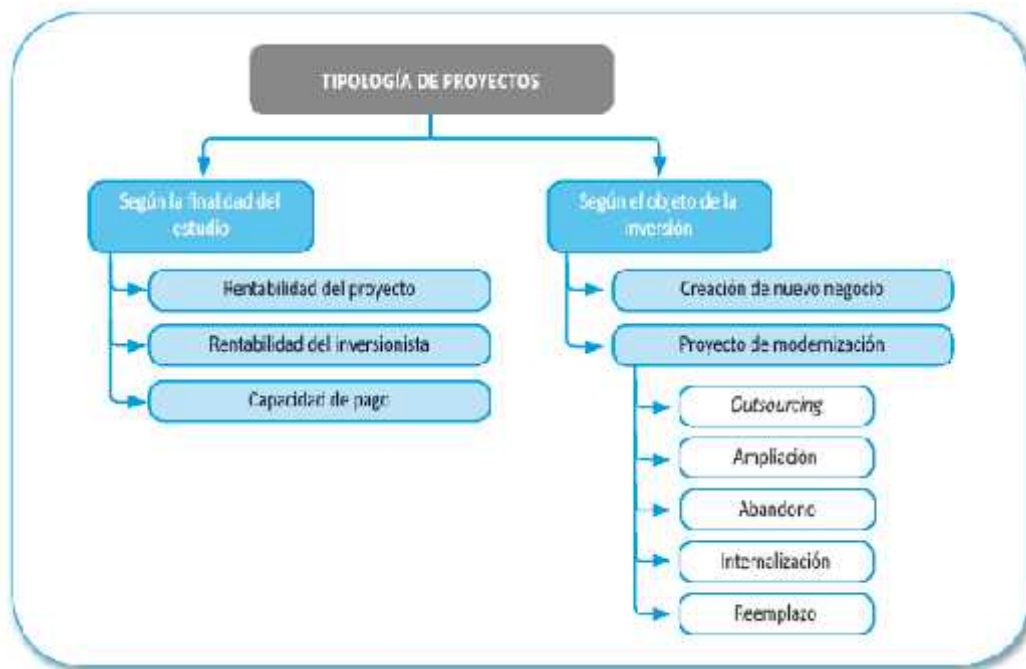 TIPOLOGÍA DE PROYECTOS
Según la finalidad del
estudio
Rentabilidad del proyecto
Rentabilidad del inversionista
Capacidad de pago
Según el objeto de la
inversión
Creación de nuevo negocio
Proyecto de modernización
Outsourcing
Ampliación
Abandono
Internalización
Reemplazo